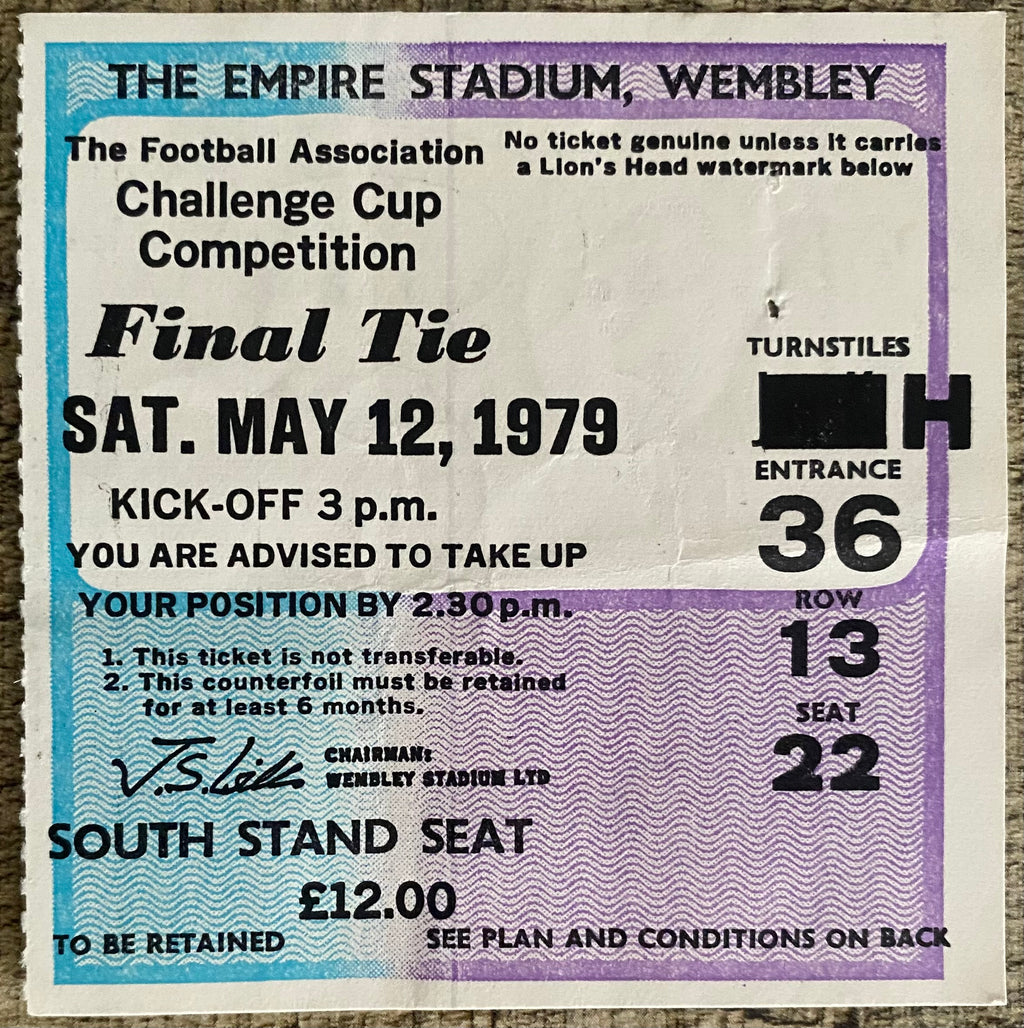 THE EMPIRE STADIUM, WEMBLEY
The Football Association
Challenge Cup
Competition
No ticket genuine unless it carries
a Lion's Head watermark below
Final Tie
SAT. MAY 12, 1979
KICK-OFF 3 p.m.
YOU ARE ADVISED TO TAKE UP
YOUR POSITION BY 2.30 p.m.
TURNSTILES
H
ENTRANCE
36
ROW
13
SEAT
22
1. This ticket is not transferable.
2. This counterfoil must be retained
for at least 6 months.
CHAIRMAN:
WEMBLEY STADIUM LTD
SOUTH STAND SEAT
£12.00
TO BE RETAINED
SEE PLAN AND CONDITIONS ON BACK